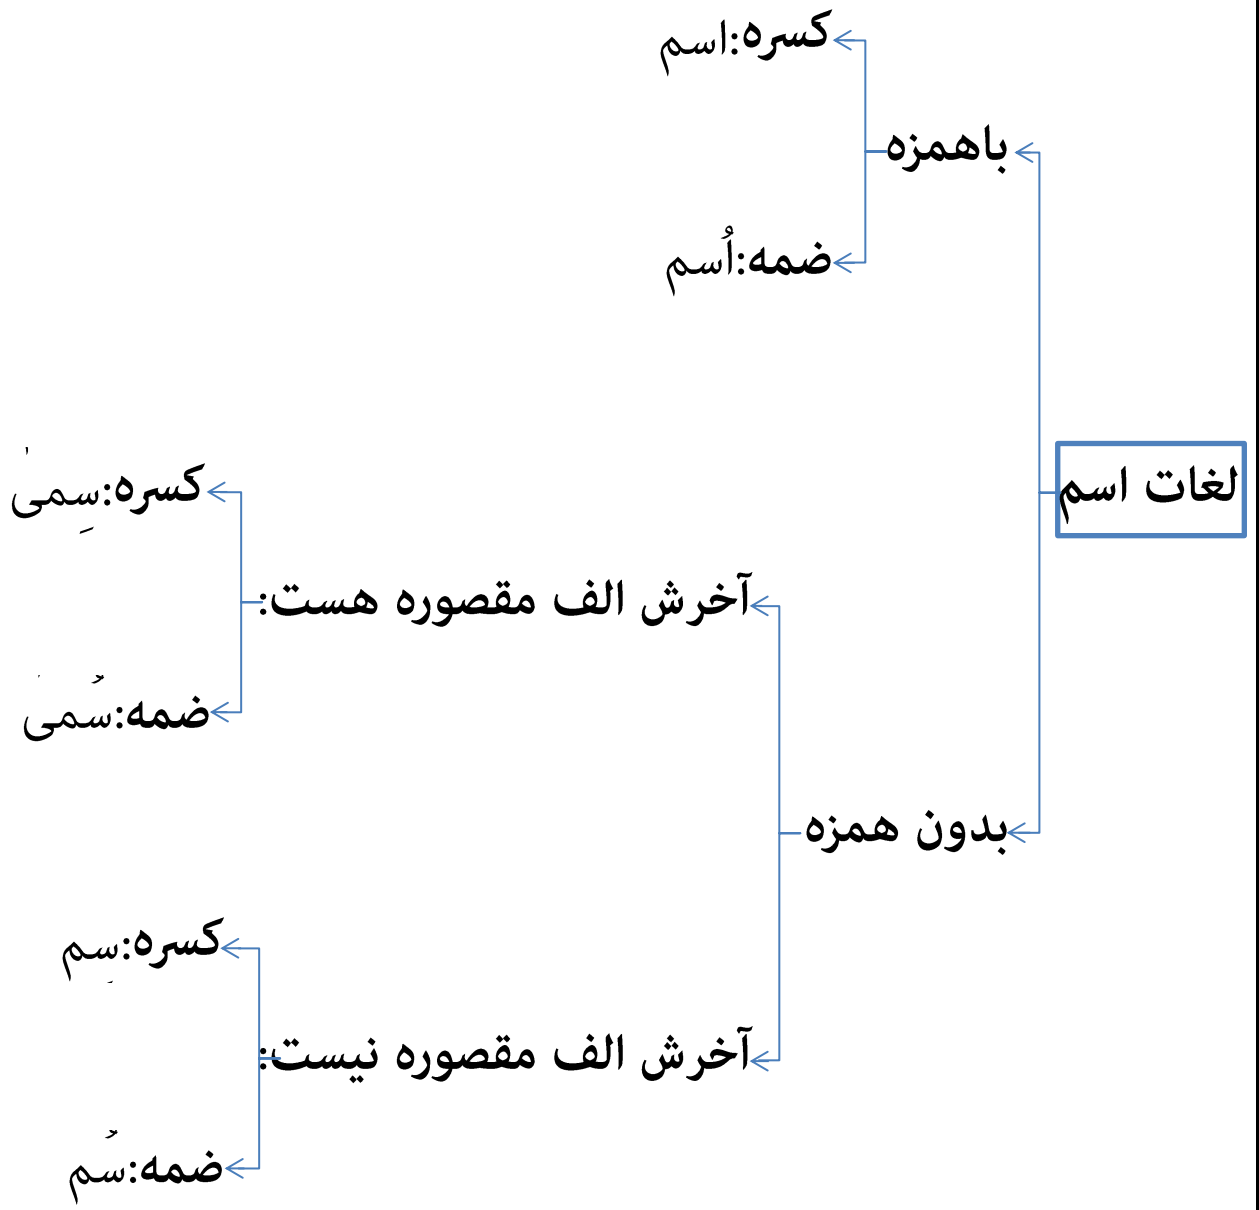 لغات اسم
باهمزه
کسره:اسم
ضمه:اُسم
بدون همزه
آخرش الف مقصوره هست:
کسره:سِمیٰ
ضمه:سُمیٰ
آخرش الف مقصوره نیست:
کسره:سِم
ضمه:سُم